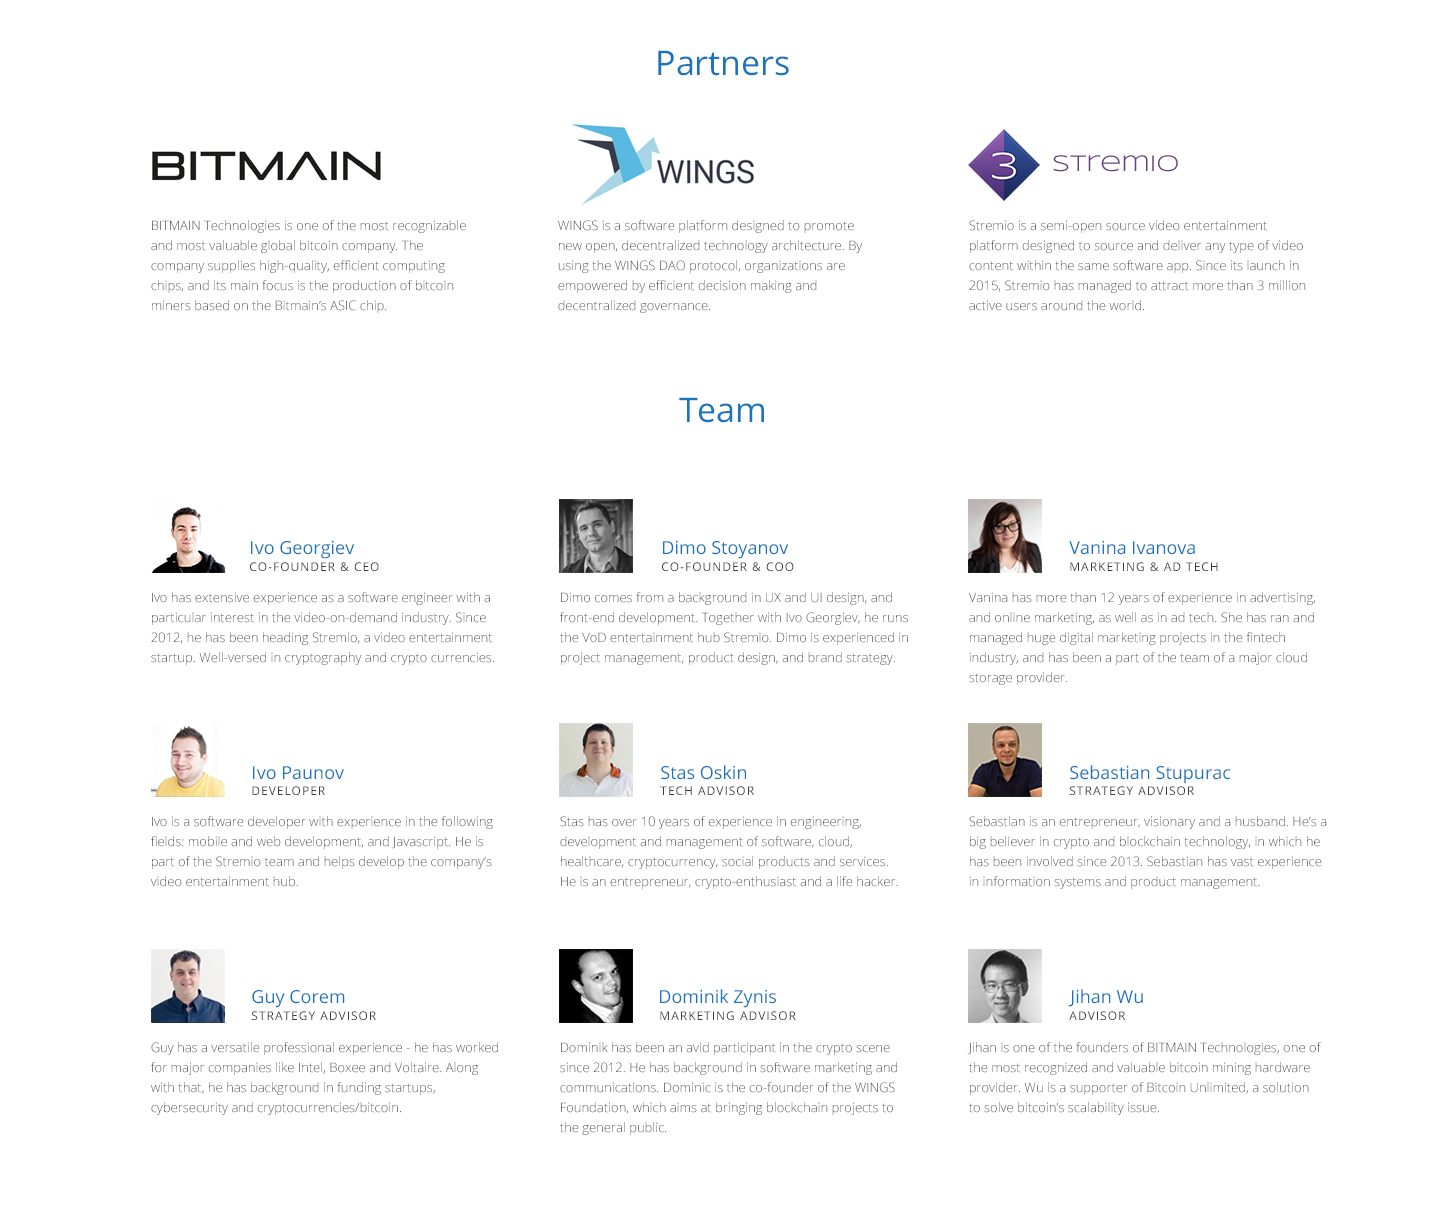 Partners
BITMAIN
WINGS
3 STREMIO
BITMAIN Technologies is one of the most recognizable
and most valuable global bitcoin company. The
company supplies high-quality, efficient computing
chips, and its main focus is the production of bitcoin
miners based on the Bitmain's ASIC chip.
WINGS is a software platform designed to promote
new open, decentralized technology architecture. By
using the WINGS DAO protocol, organizations are
empowered by efficient decision making and
decentralized governance.
Stremio is a semi-open source video entertainment
platform designed to source and deliver any type of video
content within the same software app. Since its launch in
2015, Stremio has managed to attract more than 3 million
active users around the world.
Team
Ivo Georgiev
CO-FOUNDER & CEO
Ivo has extensive experience as a software engineer with a
particular interest in the video-on-demand industry. Since
2012, he has been heading Stremio, a video entertainment
startup. Well-versed in cryptography and crypto currencies.
Dimo Stoyanov
CO-FOUNDER & COO
Dimo comes from a background in UX and UI design, and
front-end development. Together with Ivo Georgiev, he runs
the VoD entertainment hub Stremio. Dimo is experienced in
project management, product design, and brand strategy.
Vanina Ivanova
MARKETING & AD TECH
Vanina has more than 12 years of experience in advertising,
and online marketing, as well as in ad tech. She has ran and
managed huge digital marketing projects in the fintech
industry, and has been a part of the team of a major cloud
storage provider.
Ivo Paunov
DEVELOPER
Ivo is a software developer with experience in the following
fields: mobile and web development, and Javascript. He is
part of the Stremio team and helps develop the company's
video entertainment hub.
Stas Oskin
TECH ADVISOR
Stas has over 10 years of experience in engineering,
development and management of software, cloud,
healthcare, cryptocurrency, social products and services.
He is an entrepreneur, crypto-enthusiast and a life hacker.
Sebastian Stupurac
STRATEGY ADVISOR
Sebastian is an entrepreneur, visionary and a husband. He's a
big believer in crypto and blockchain technology, in which he
has been involved since 2013. Sebastian has vast experience
in information systems and product management.
Guy Corem
STRATEGY ADVISOR
Guy has a versatile professional experience - he has worked
for major companies like Intel, Boxee and Voltaire. Along
with that, he has background in funding startups,
cybersecurity and cryptocurrencies/bitcoin.
Dominik Zynis
MARKETING ADVISOR
Dominik has been an avid participant in the crypto scene
since 2012. He has background in software marketing and
communications. Dominic is the co-founder of the WINGS
Foundation, which aims at bringing blockchain projects to
the general public.
Jihan Wu
ADVISOR
Jihan is one of the founders of BITMAIN Technologies, one of
the most recognized and valuable bitcoin mining hardware
provider. Wu is a supporter of Bitcoin Unlimited, a solution
to solve bitcoin's scalability issue.